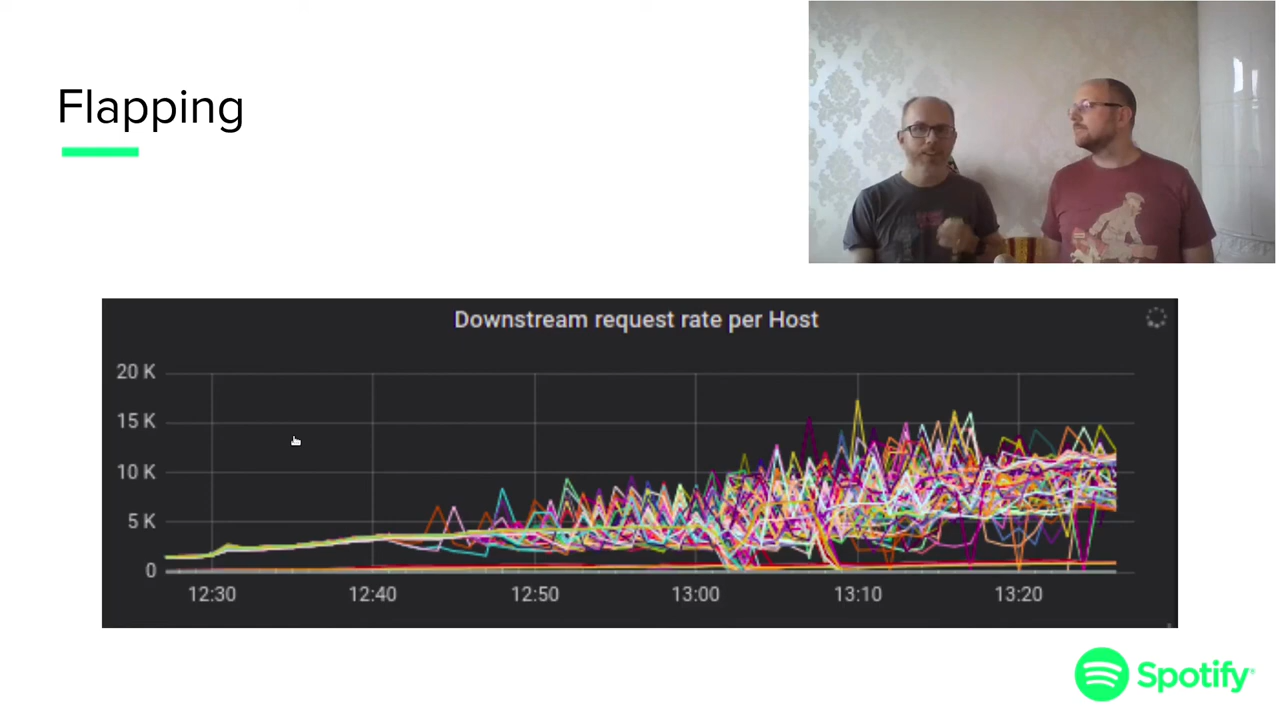 Flapping
Downstream request rate per Host
20 K
15 K
10 K
5 K
0
12:30 12:40 12:50 13:00 13:10 13:20
Spotify